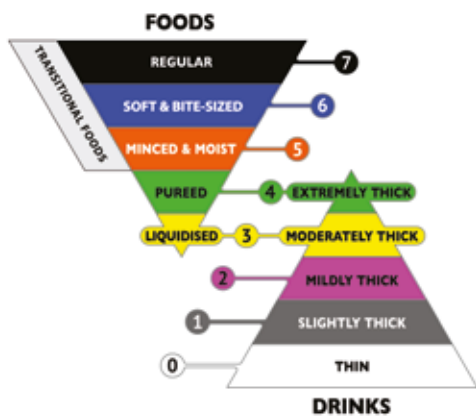 FOODS
TRANSITIONAL FOODS
REGULAR 7
SOFT & BITE-SIZED 6
MINCED & MOIST 5
PUREED 4 EXTREMELY THICK
LIQUIDISED 3 MODERATELY THICK
2 MILDLY THICK
1 SLIGHTLY THICK
0 THIN
DRINKS